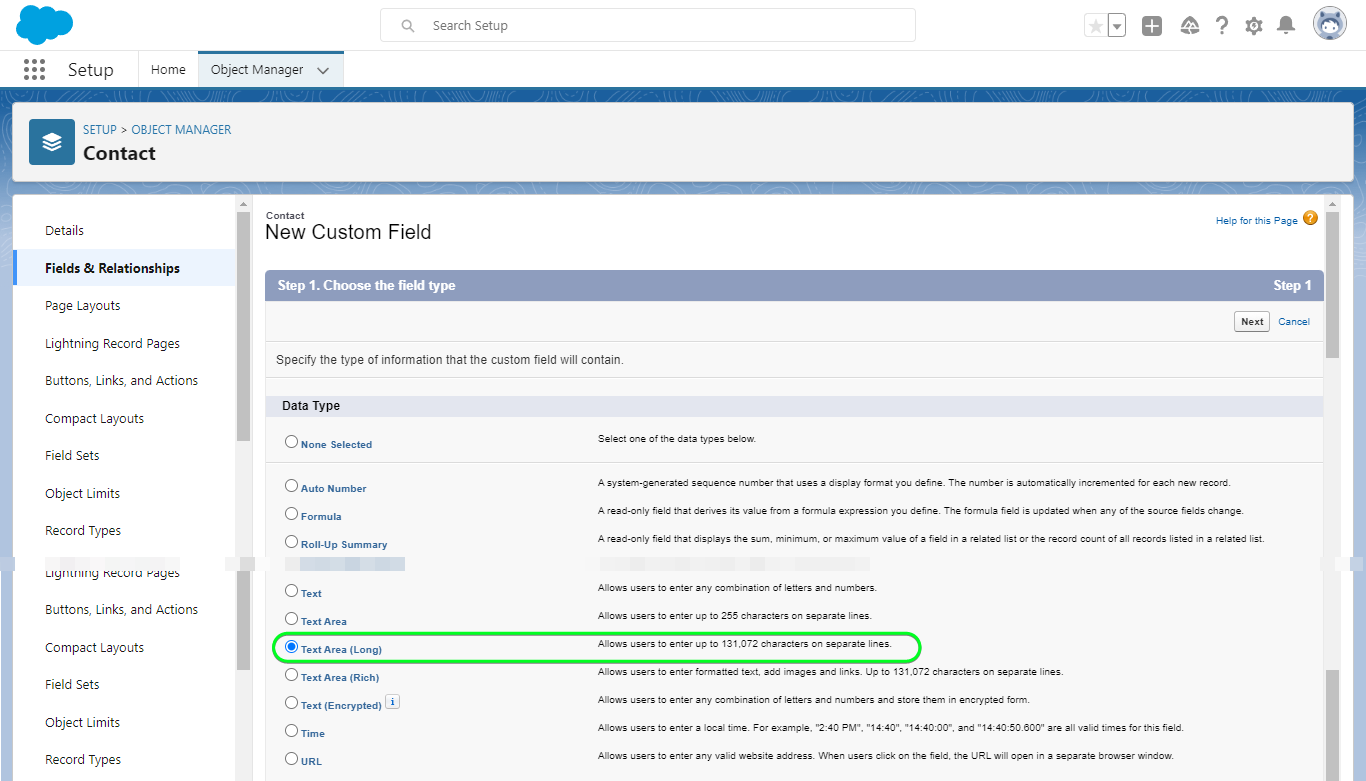 Search Setup
Setup
Home
Object Manager
SETUP > OBJECT MANAGER
Contact
Details
Fields & Relationships
Page Layouts
Lightning Record Pages
Buttons, Links, and Actions
Compact Layouts
Field Sets
Object Limits
Record Types
Lightning Record Pages
Buttons, Links, and Actions
Compact Layouts
Field Sets
Object Limits
Record Types
Contact
New Custom Field
Help for this Page ?
Step 1. Choose the field type Step 1
Next Cancel
Specify the type of information that the custom field will contain.
Data Type
None Selected Select one of the data types below.
Auto Number A system-generated sequence number that uses a display format you define. The number is automatically incremented for each new record.
Formula A read-only field that derives its value from a formula expression you define. The formula field is updated when any of the source fields change.
Roll-Up Summary A read-only field that displays the sum, minimum, or maximum value of a field in a related list or the record count of all records listed in a related list.
Text Allows users to enter any combination of letters and numbers.
Text Area Allows users to enter up to 255 characters on separate lines.
Text Area (Long) Allows users to enter up to 131,072 characters on separate lines.
Text Area (Rich) Allows users to enter formatted text, add images and links. Up to 131,072 characters on separate lines.
Text (Encrypted) i Allows users to enter any combination of letters and numbers and store them in encrypted form.
Time Allows users to enter a local time. For example, "2:40 PM", "14:40", "14:40:00", and "14:40:50.600" are all valid times for this field.
URL Allows users to enter any valid website address. When users click on the field, the URL will open in a separate browser window.